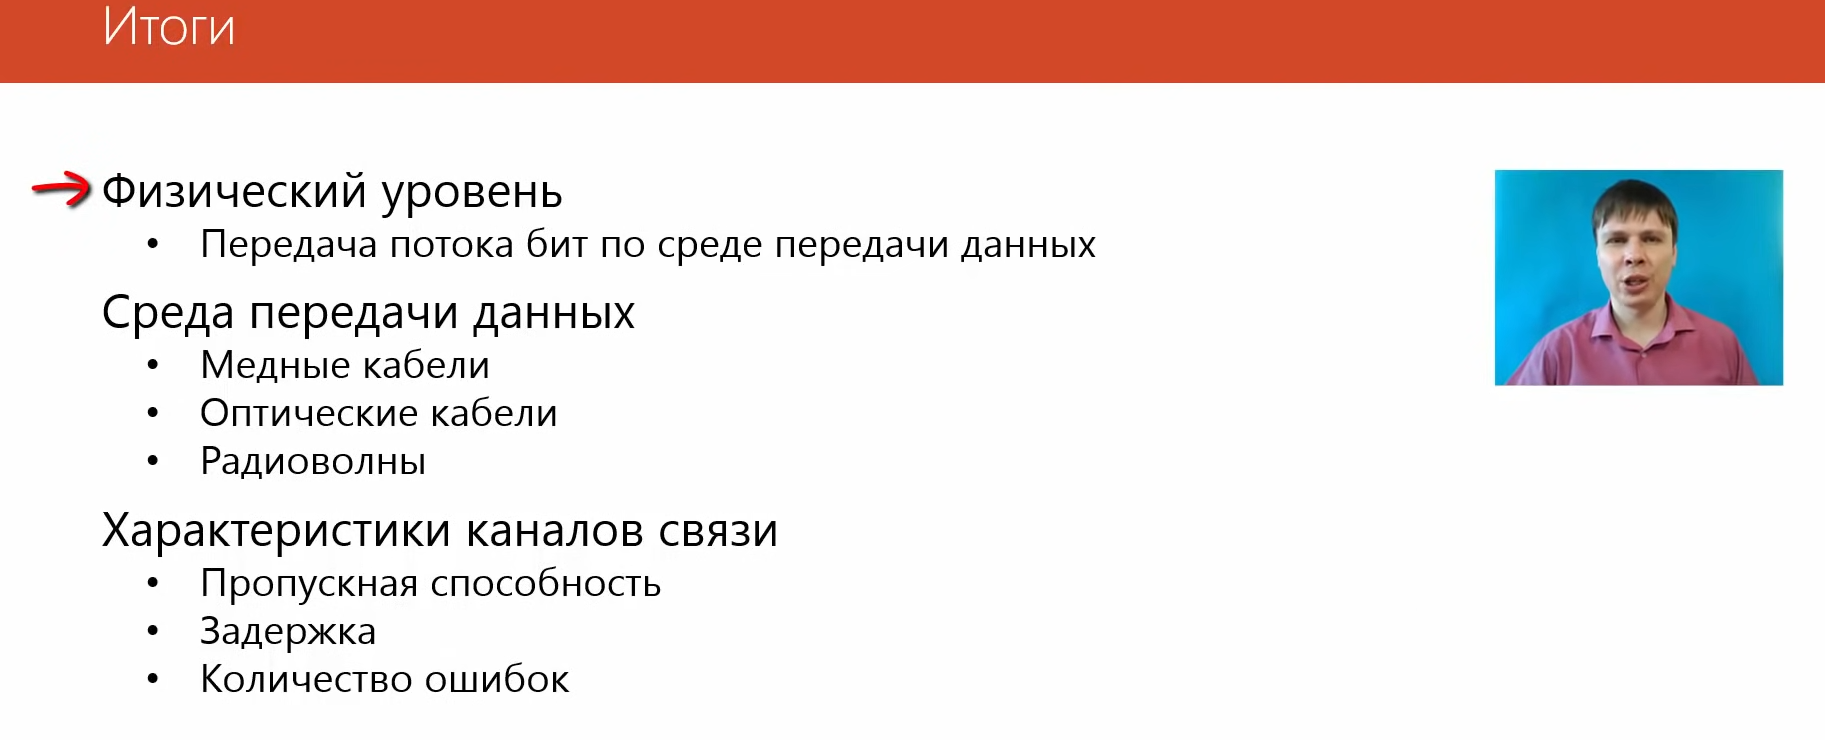 Итоги
Физический уровень
• Передача потока бит по среде передачи данных
Среда передачи данных
• Медные кабели
• Оптические кабели
• Радиоволны
Характеристики каналов связи
• Пропускная способность
• Задержка
• Количество ошибок